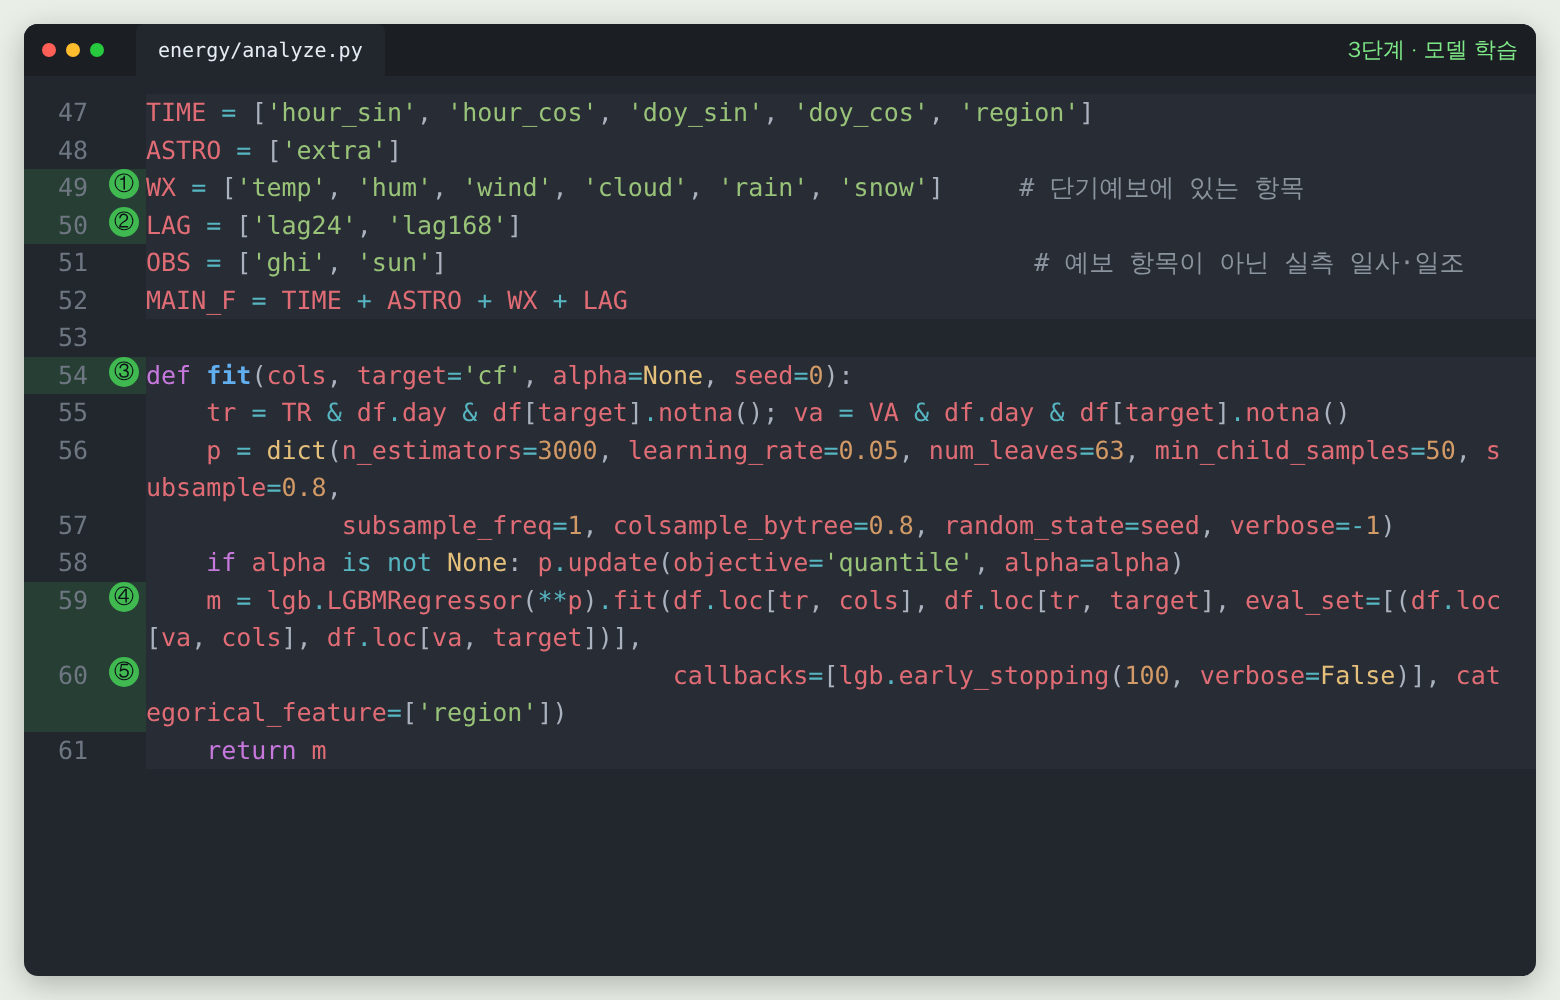 energy/analyze.py
3단계 · 모델 학습
47 TIME = ['hour_sin', 'hour_cos', 'doy_sin', 'doy_cos', 'region']
48 ASTRO = ['extra']
49 ① WX = ['temp', 'hum', 'wind', 'cloud', 'rain', 'snow']     # 단기예보에 있는 항목
50 ② LAG = ['lag24', 'lag168']
51 OBS = ['ghi', 'sun']                                       # 예보 항목이 아닌 실측 일사·일조
52 MAIN_F = TIME + ASTRO + WX + LAG
53
54 ③ def fit(cols, target='cf', alpha=None, seed=0):
55     tr = TR & df.day & df[target].notna(); va = VA & df.day & df[target].notna()
56     p = dict(n_estimators=3000, learning_rate=0.05, num_leaves=63, min_child_samples=50, s
ubsample=0.8,
57              subsample_freq=1, colsample_bytree=0.8, random_state=seed, verbose=-1)
58     if alpha is not None: p.update(objective='quantile', alpha=alpha)
59 ④     m = lgb.LGBMRegressor(**p).fit(df.loc[tr, cols], df.loc[tr, target], eval_set=[(df.loc
[va, cols], df.loc[va, target])],
60 ⑤                                    callbacks=[lgb.early_stopping(100, verbose=False)], cat
egorical_feature=['region'])
61     return m